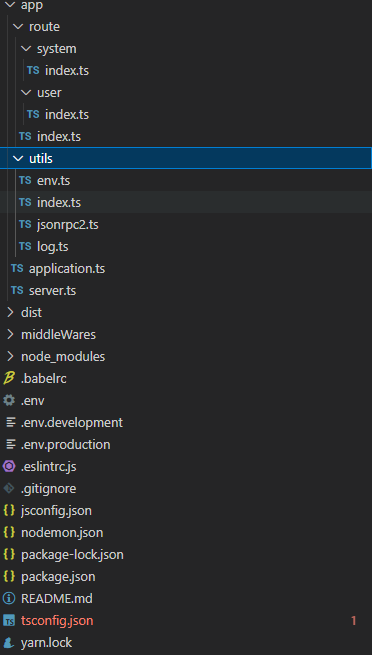 app
route
system
TS index.ts
user
TS index.ts
TS index.ts
utils
TS env.ts
TS index.ts
TS jsonrpc2.ts
TS log.ts
TS application.ts
TS server.ts
dist
middleWares
node_modules
.babelrc
.env
.env.development
.env.production
.eslintrc.js
.gitignore
{} jsconfig.json
{} nodemon.json
{} package-lock.json
{} package.json
README.md
TS tsconfig.json 1
yarn.lock